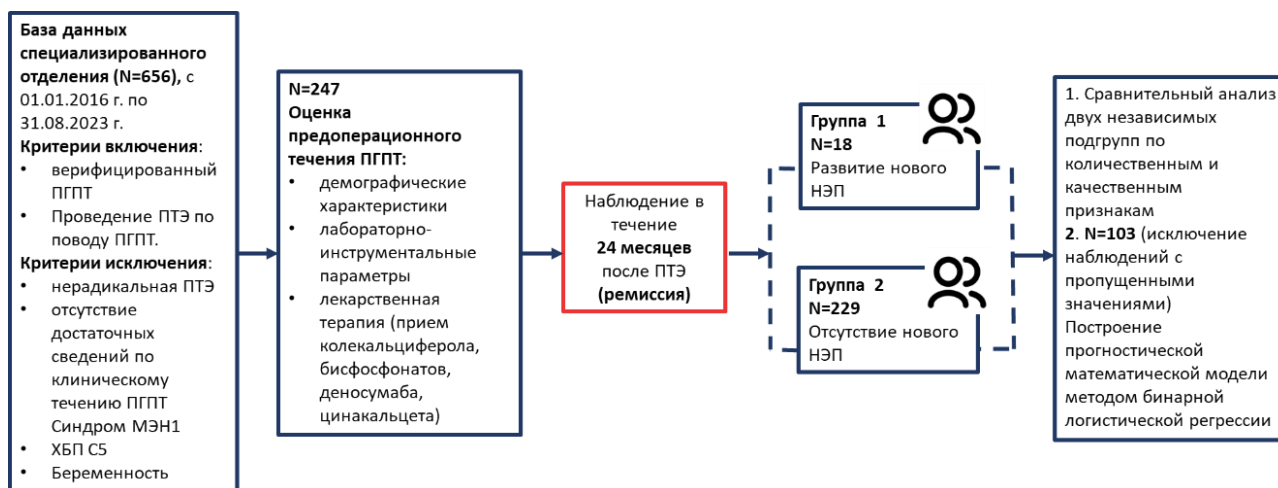 База данных
специализированного
отделения (N=656), с
01.01.2016 г. по
31.08.2023 г.
Критерии включения:
• верифицированный
ПГПТ
• Проведение ПТЭ по
поводу ПГПТ.
Критерии исключения:
• нерадикальная ПТЭ
• отсутствие
достаточных
сведений по
клиническому
течению ПГПТ
Синдром МЭН1
• ХБП С5
• Беременность
N=247
Оценка
предоперационного
течения ПГПТ:
• демографические
характеристики
• лабораторно-
инструментальные
параметры
• лекарственная
терапия (прием
колекальциферола,
бисфосфонатов,
деносумаба,
цинакальцета)
Наблюдение в
течение
24 месяцев
после ПТЭ
(ремиссия)
Группа 1
N=18
Развитие нового
НЭП
Группа 2
N=229
Отсутствие нового
НЭП
1. Сравнительный анализ
двух независимых
подгрупп по
количественным и
качественным
признакам
2. N=103 (исключение
наблюдений с
пропущенными
значениями)
Построение
прогностической
математической модели
методом бинарной
логистической регрессии